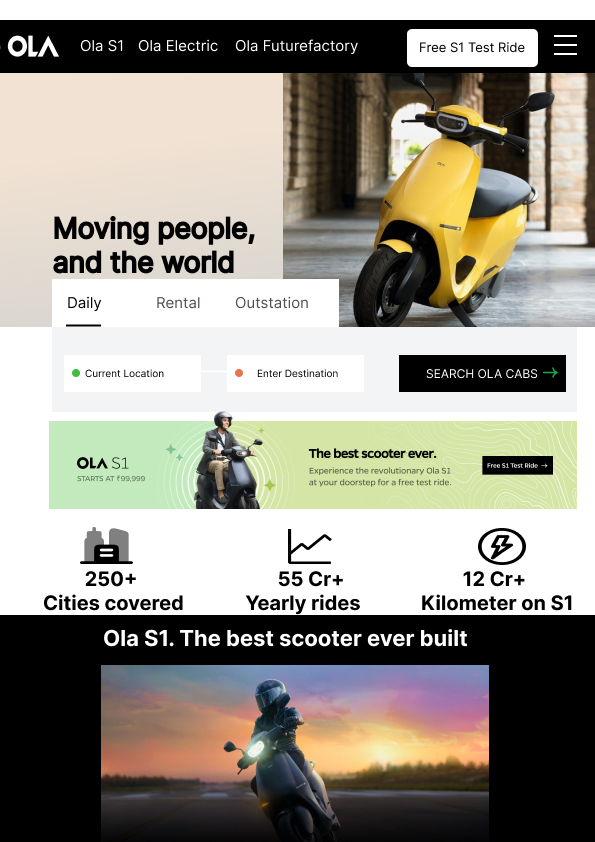 OLA
Ola S1 Ola Electric Ola Futurefactory
Free S1 Test Ride
Moving people,
and the world
Daily Rental Outstation
Current Location
Enter Destination
SEARCH OLA CABS
OLA S1
STARTS AT ₹99,999
The best scooter ever.
Experience the revolutionary Ola S1
at your doorstep for a free test ride.
Free S1 Test Ride
250+
Cities covered
55 Cr+
Yearly rides
12 Cr+
Kilometer on S1
Ola S1. The best scooter ever built